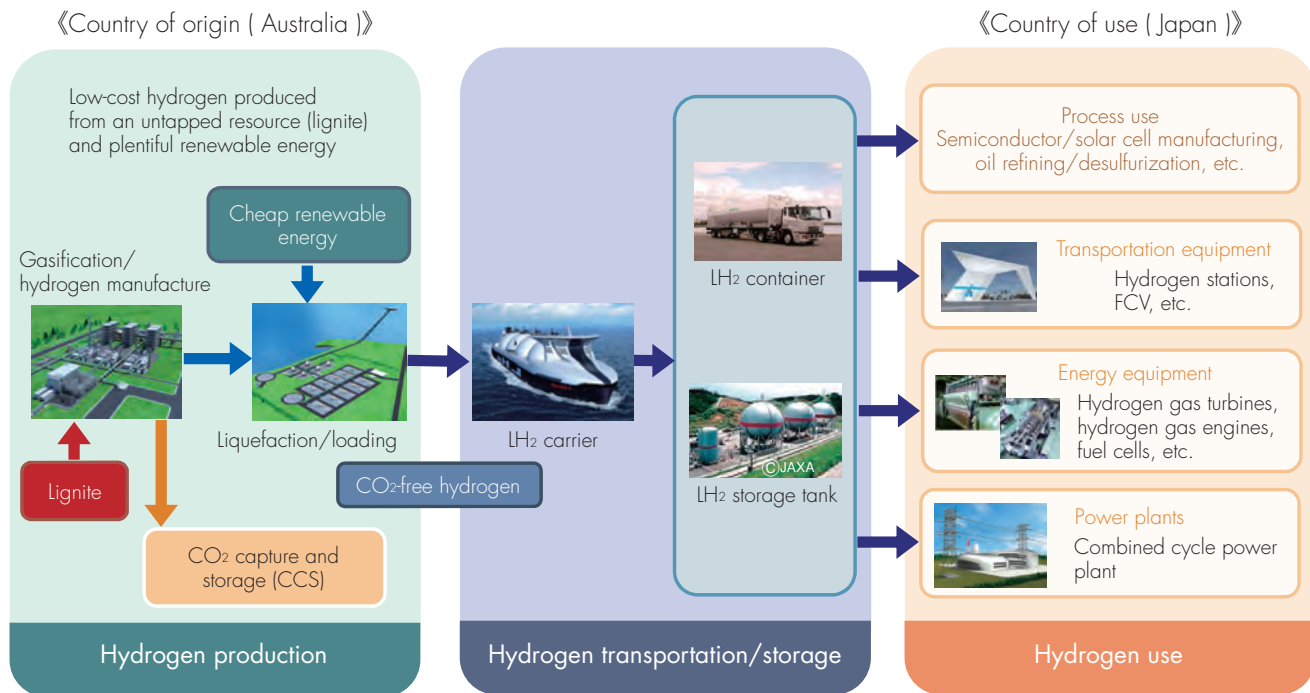 《Country of origin ( Australia )》
Low-cost hydrogen produced
from an untapped resource (lignite)
and plentiful renewable energy
Cheap renewable
energy
Gasification/
hydrogen manufacture
Liquefaction/loading
Lignite
CO₂-free hydrogen
CO₂ capture and
storage (CCS)
Hydrogen production
LH₂ carrier
LH₂ container
©JAXA
LH₂ storage tank
Hydrogen transportation/storage
《Country of use ( Japan )》
Process use
Semiconductor/solar cell manufacturing,
oil refining/desulfurization, etc.
Transportation equipment
Hydrogen stations,
FCV, etc.
Energy equipment
Hydrogen gas turbines,
hydrogen gas engines,
fuel cells, etc.
Power plants
Combined cycle power
plant
Hydrogen use